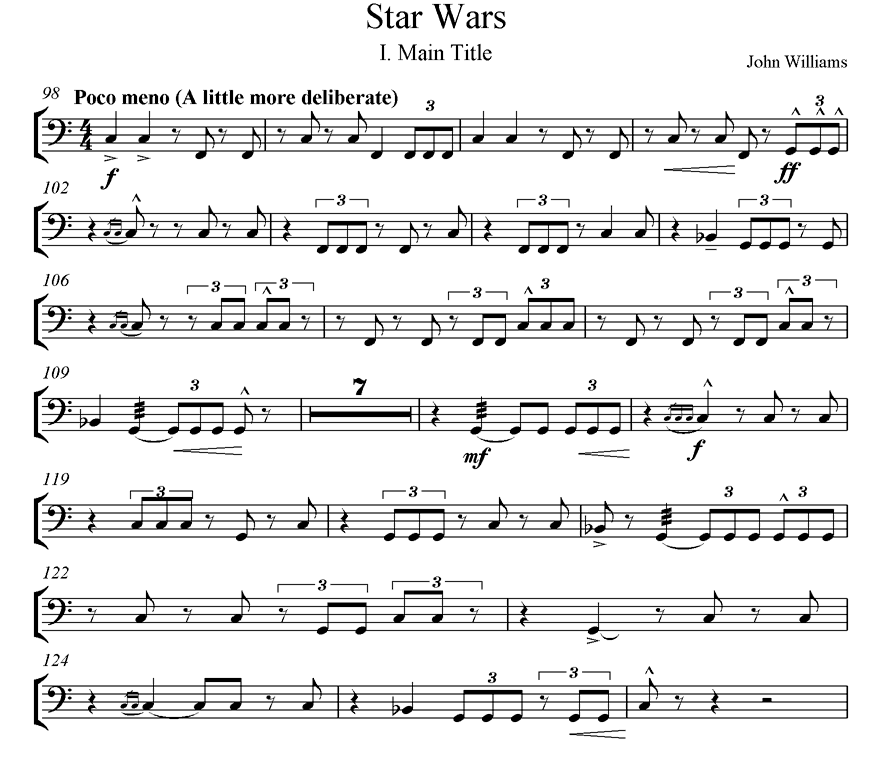 Star Wars
I. Main Title
John Williams
98 Poco meno (A little more deliberate)
3 3
f ff
102
3 3 3 3
106
3 3 3 3 3 3
109
3 7 3
mf f
119
3 3 3 3
122
3 3
124
3 3